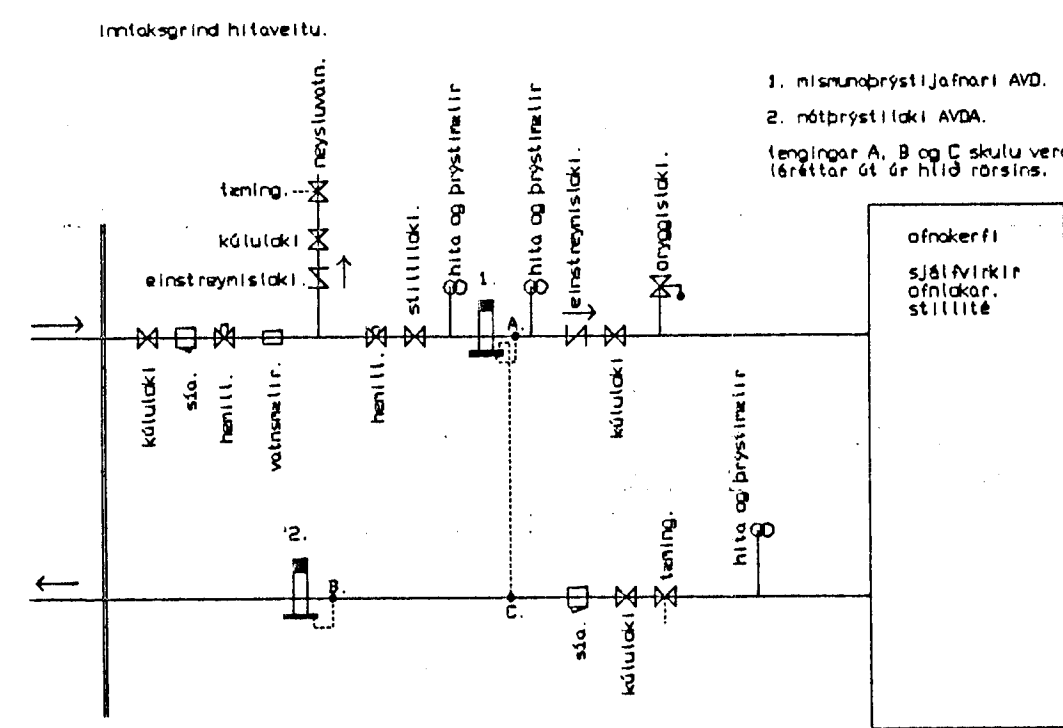 Inntaksgrind hitaveitu.
1. mismunaþrýstijafnari AVD.
2. mótþrýstiloki AVDA.
tengingar A, B og C skulu
láréttar út úr hlið rörsins.
neysluvatn.
tæming.
kúluloki
einstreymisloki.
stilliloki.
hita og þrýstimælir
1.
hita og þrýstimælir
A.
einstreymisloki.
öryggisloki.
ofnakerfi
sjálfvirkir
ofnlokar.
stillité
kúluloki
sía.
hemill.
vatnsmælir.
hemill.
kúluloki
2.
B.
C.
sía.
kúluloki
tæming.
hita og þrýstimælir